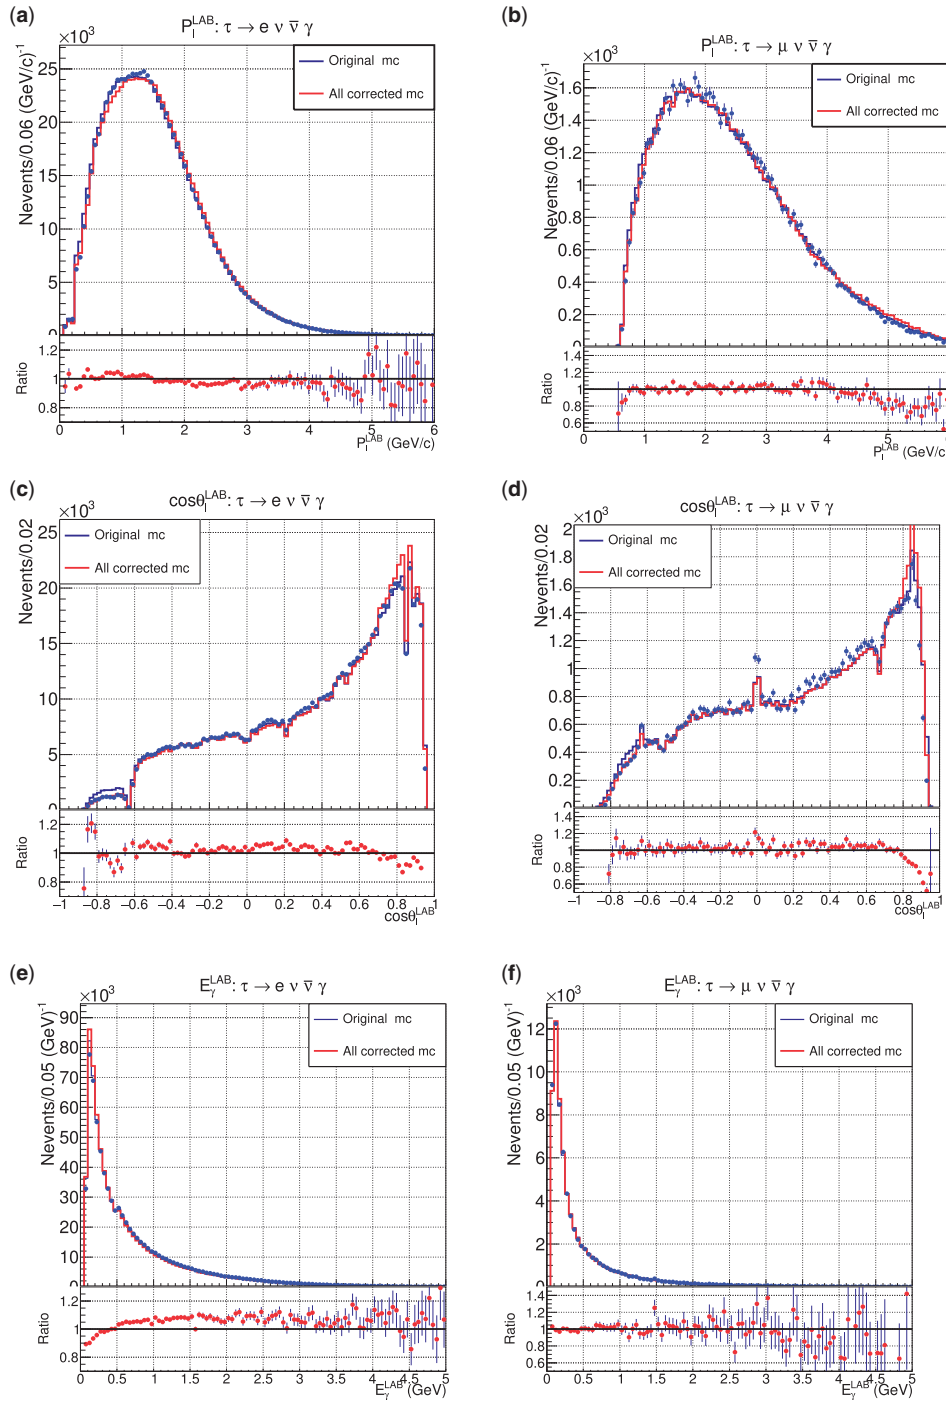 (a)
P_l^LAB: τ → e ν ν̅ γ
×10³
Nevents/0.06 (GeV/c)⁻¹
25
20
15
10
5
0
Original mc
All corrected mc
Ratio
1.2
1
0.8
0 1 2 3 4 5 6
P_l^LAB (GeV/c)
(b)
P_l^LAB: τ → μ ν ν̅ γ
×10³
Nevents/0.06 (GeV/c)⁻¹
1.6
1.4
1.2
1
0.8
0.6
0.4
0.2
0
Original mc
All corrected mc
Ratio
1.4
1.2
1
0.8
0.6
1 2 3 4 5 6
P_l^LAB (GeV/c)
(c)
cosθ_l^LAB: τ → e ν ν̅ γ
×10³
Nevents/0.02
25
20
15
10
5
0
Original mc
All corrected mc
Ratio
1.2
1
0.8
−1 −0.8 −0.6 −0.4 −0.2 0 0.2 0.4 0.6 0.8 1
cosθ_l^LAB
(d)
cosθ_l^LAB: τ → μ ν ν̅ γ
×10³
Nevents/0.02
2
1.8
1.6
1.4
1.2
1
0.8
0.6
0.4
0.2
0
Original mc
All corrected mc
Ratio
1.4
1.2
1
0.8
0.6
−1 −0.8 −0.6 −0.4 −0.2 0 0.2 0.4 0.6 0.8 1
cosθ_l^LAB
(e)
E_γ^LAB: τ → e ν ν̅ γ
×10³
Nevents/0.05 (GeV)⁻¹
90
80
70
60
50
40
30
20
10
0
Original mc
All corrected mc
Ratio
1.2
1
0.8
0 0.5 1 1.5 2 2.5 3 3.5 4 4.5 5
E_γ^LAB (GeV)
(f)
E_γ^LAB: τ → μ ν ν̅ γ
×10³
Nevents/0.05 (GeV)⁻¹
12
10
8
6
4
2
0
Original mc
All corrected mc
Ratio
1.4
1.2
1
0.8
0.6
0 0.5 1 1.5 2 2.5 3 3.5 4 4.5 5
E_γ^LAB (GeV)